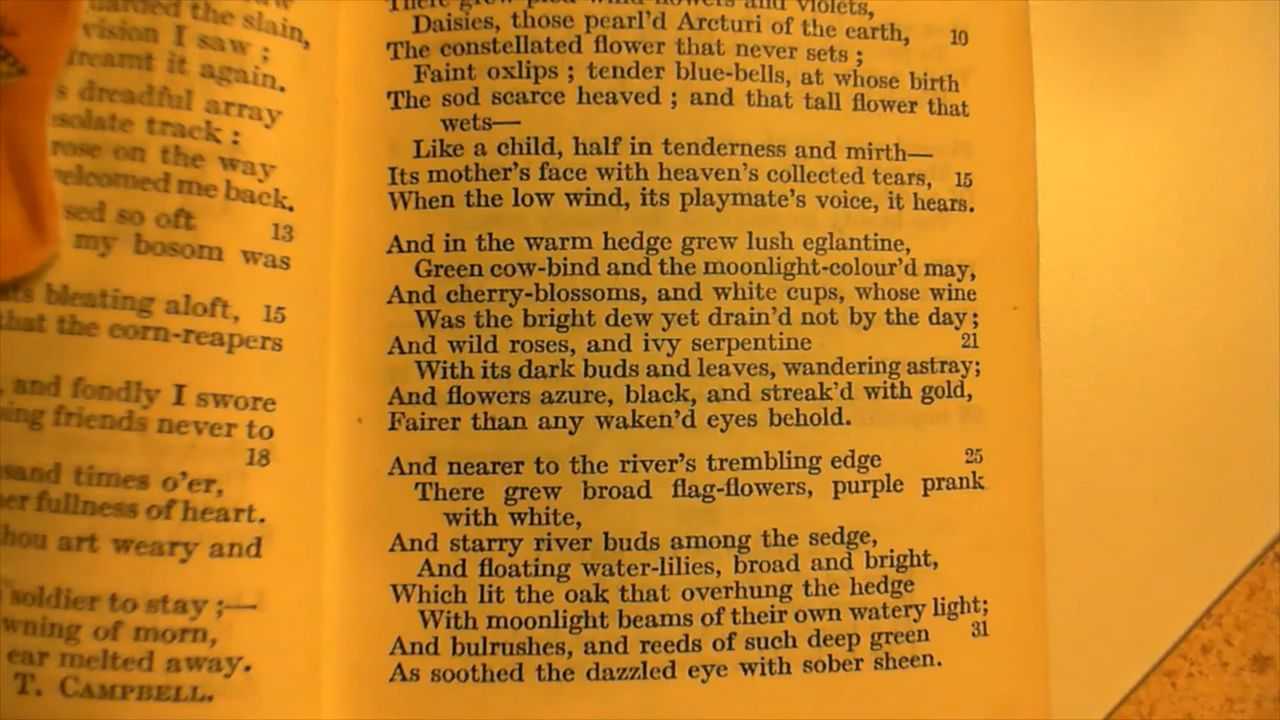 the slain,
vision I saw ;
it again.
dreadful array
track :
rose on the way
welcomed me back.
so oft 13
my bosom was
bleating aloft, 15
that the corn-reapers
and fondly I swore
friends never to
18
times o'er,
fullness of heart.
thou art weary and
soldier to stay ;—
of morn,
ear melted away.
T. CAMPBELL.
There grew pied wind-flowers and violets,
Daisies, those pearl'd Arcturi of the earth, 10
The constellated flower that never sets ;
Faint oxlips ; tender blue-bells, at whose birth
The sod scarce heaved ; and that tall flower that
wets—
Like a child, half in tenderness and mirth—
Its mother's face with heaven's collected tears, 15
When the low wind, its playmate's voice, it hears.
And in the warm hedge grew lush eglantine,
Green cow-bind and the moonlight-colour'd may,
And cherry-blossoms, and white cups, whose wine
Was the bright dew yet drain'd not by the day;
And wild roses, and ivy serpentine 21
With its dark buds and leaves, wandering astray;
And flowers azure, black, and streak'd with gold,
Fairer than any waken'd eyes behold.
And nearer to the river's trembling edge 25
There grew broad flag-flowers, purple prank
with white,
And starry river buds among the sedge,
And floating water-lilies, broad and bright,
Which lit the oak that overhung the hedge
With moonlight beams of their own watery light;
And bulrushes, and reeds of such deep green 31
As soothed the dazzled eye with sober sheen.